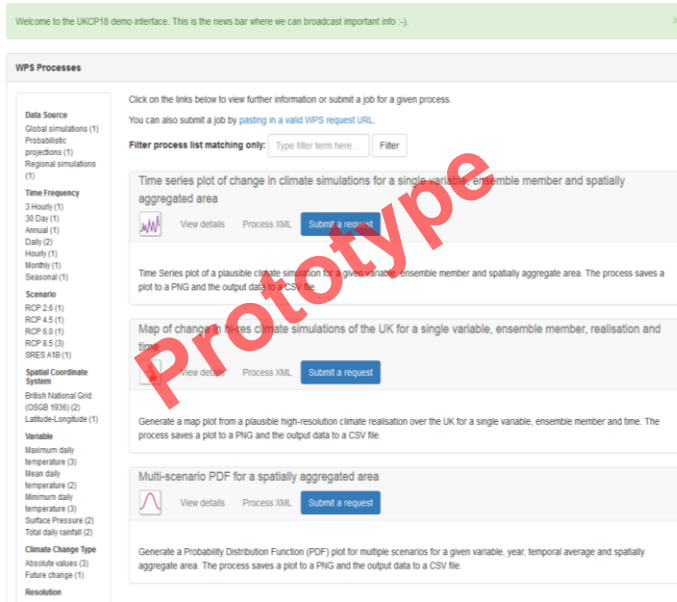 Welcome to the UKCP18 demo interface. This is the news bar where we can broadcast important info :-).
×
WPS Processes
Data Source
Global simulations (1)
Probabilistic
projections (1)
Regional simulations
(1)
Time Frequency
3 Hourly (1)
30 Day (1)
Annual (1)
Daily (2)
Hourly (1)
Monthly (1)
Seasonal (1)
Scenario
RCP 2.6 (1)
RCP 4.5 (1)
RCP 6.0 (1)
RCP 8.5 (3)
SRES A1B (1)
Spatial Coordinate
System
British National Grid
(OSGB 1936) (2)
Latitude-Longitude (1)
Variable
Maximum daily
temperature (3)
Mean daily
temperature (2)
Minimum daily
temperature (3)
Surface Pressure (2)
Total daily rainfall (2)
Climate Change Type
Absolute values (3)
Future change (1)
Resolution
Click on the links below to view further information or submit a job for a given process.
You can also submit a job by pasting in a valid WPS request URL.
Filter process list matching only: Type filter term here... Filter
Time series plot of change in climate simulations for a single variable, ensemble member and spatially
aggregated area
View details Process XML Submit a request
Time Series plot of a plausible climate simulation for a given variable, ensemble member and spatially aggregate area. The process saves a
plot to a PNG and the output data to a CSV file.
Map of change in hi-res climate simulations of the UK for a single variable, ensemble member, realisation and
time
View details Process XML Submit a request
Generate a map plot from a plausible high-resolution climate realisation over the UK for a single variable, ensemble member and time. The
process saves a plot to a PNG and the output data to a CSV file.
Multi-scenario PDF for a spatially aggregated area
View details Process XML Submit a request
Generate a Probability Distribution Function (PDF) plot for multiple scenarios for a given variable, year, temporal average and spatially
aggregate area. The process saves a plot to a PNG and the output data to a CSV file.
Prototype